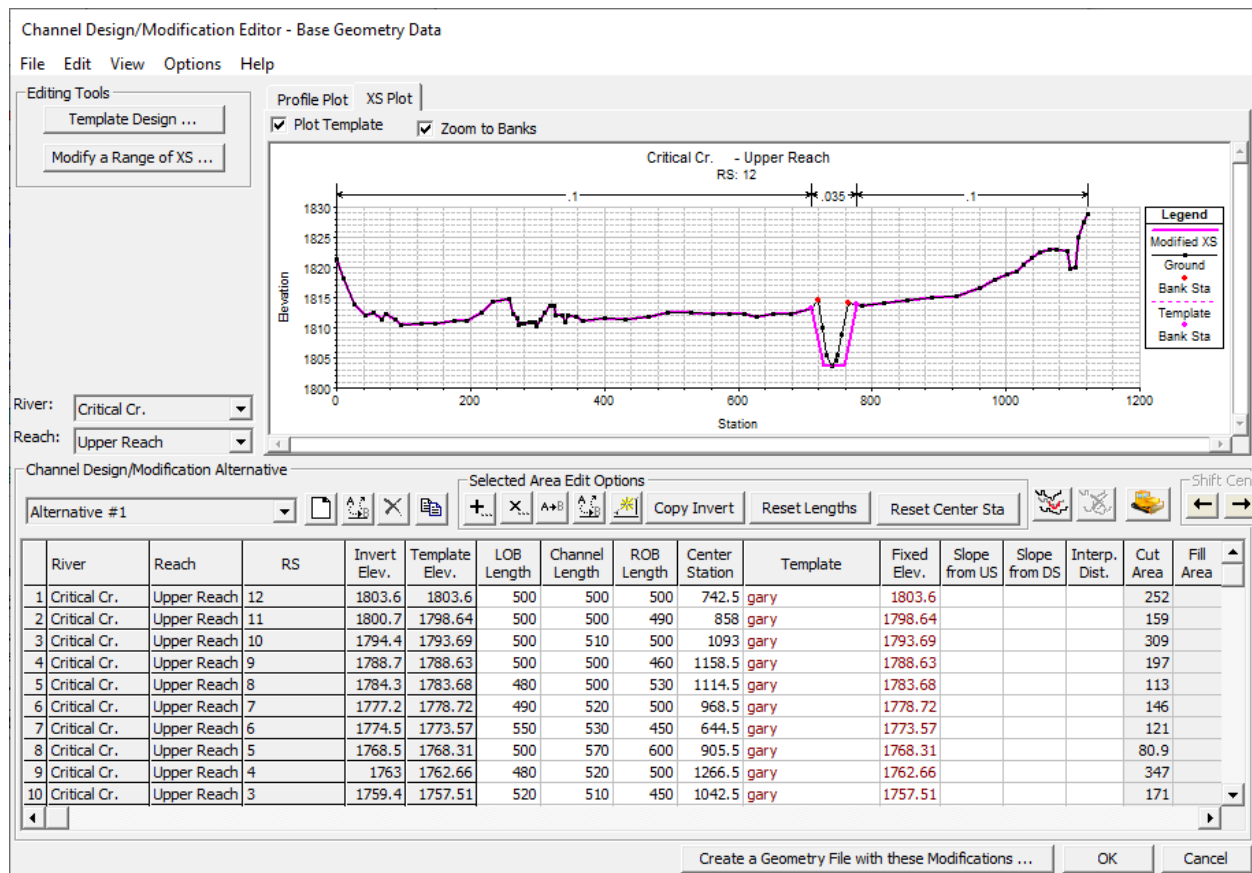 Channel Design/Modification Editor - Base Geometry Data
File Edit View Options Help
Editing Tools
Template Design ...
Modify a Range of XS ...
Profile Plot XS Plot
Plot Template Zoom to Banks
Critical Cr. - Upper Reach
RS: 12
.1 .035 .1
1830
1825
1820
1815
1810
1805
1800
Elevation
0 200 400 600 800 1000 1200
Station
Legend
Modified XS
Ground
Bank Sta
Template
Bank Sta
River: Critical Cr.
Reach: Upper Reach
Channel Design/Modification Alternative
Alternative #1
Selected Area Edit Options
Copy Invert Reset Lengths Reset Center Sta
Shift Cen
River Reach RS Invert Elev. Template Elev. LOB Length Channel Length ROB Length Center Station Template Fixed Elev. Slope from US Slope from DS Interp. Dist. Cut Area Fill Area
1 Critical Cr. Upper Reach 12 1803.6 1803.6 500 500 500 742.5 gary 1803.6 252
2 Critical Cr. Upper Reach 11 1800.7 1798.64 500 500 490 858 gary 1798.64 159
3 Critical Cr. Upper Reach 10 1794.4 1793.69 500 510 500 1093 gary 1793.69 309
4 Critical Cr. Upper Reach 9 1788.7 1788.63 500 500 460 1158.5 gary 1788.63 197
5 Critical Cr. Upper Reach 8 1784.3 1783.68 480 500 530 1114.5 gary 1783.68 113
6 Critical Cr. Upper Reach 7 1777.2 1778.72 490 520 500 968.5 gary 1778.72 146
7 Critical Cr. Upper Reach 6 1774.5 1773.57 550 530 450 644.5 gary 1773.57 121
8 Critical Cr. Upper Reach 5 1768.5 1768.31 500 570 600 905.5 gary 1768.31 80.9
9 Critical Cr. Upper Reach 4 1763 1762.66 480 520 500 1266.5 gary 1762.66 347
10 Critical Cr. Upper Reach 3 1759.4 1757.51 520 510 450 1042.5 gary 1757.51 171
Create a Geometry File with these Modifications ... OK Cancel